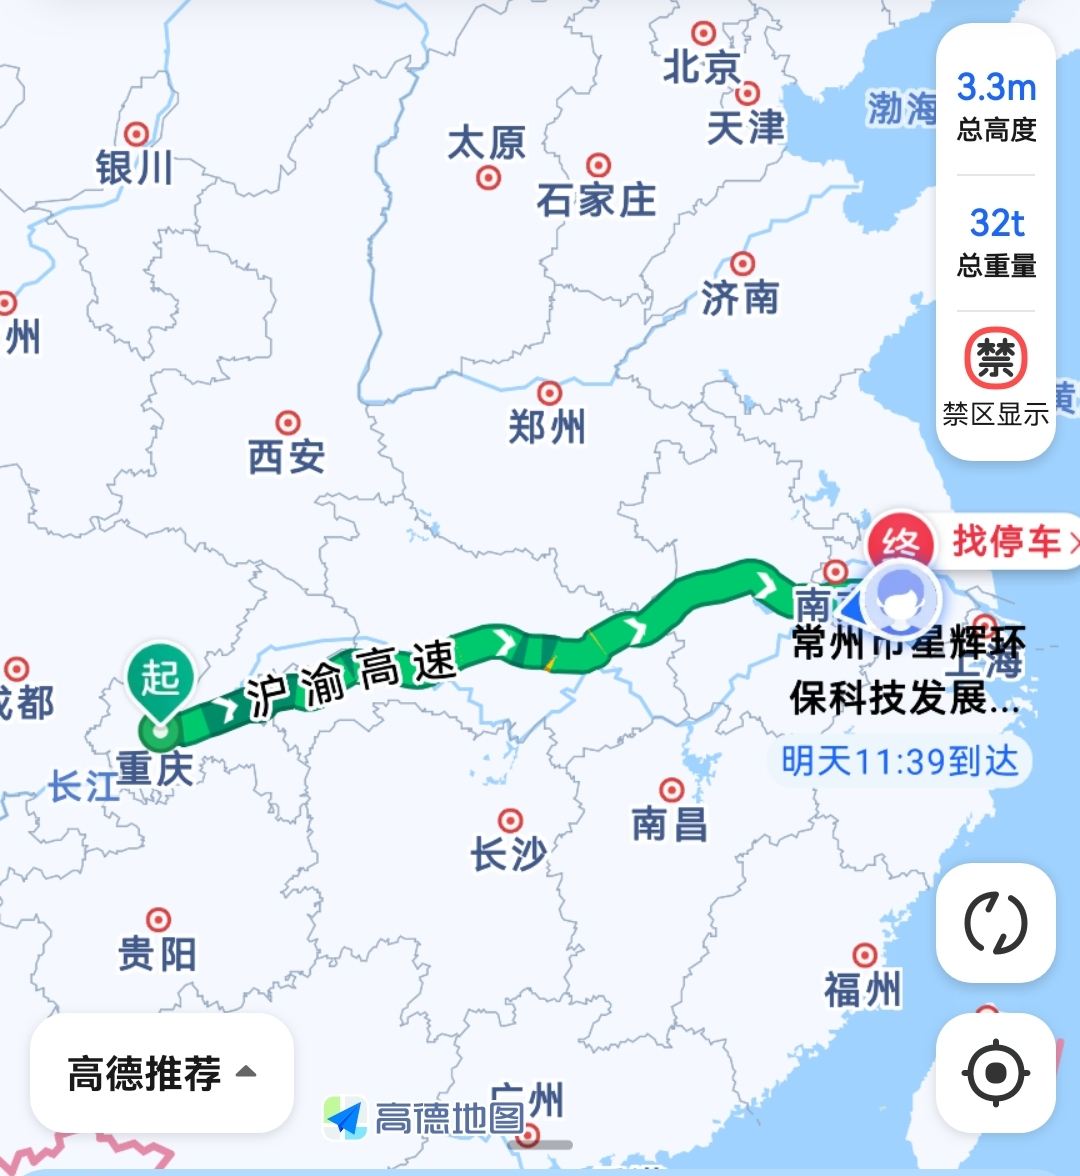 北京
天津
渤海
3.3m
总高度
太原
银川
石家庄
32t
总重量
济南
州
禁
禁区显示
黄
郑州
西安
终
找停车
南
常州市星辉环
保科技发展...
上海
起
沪渝高速
成都
重庆
长江
明天11:39到达
南昌
长沙
贵阳
福州
高德推荐
广州
高德地图